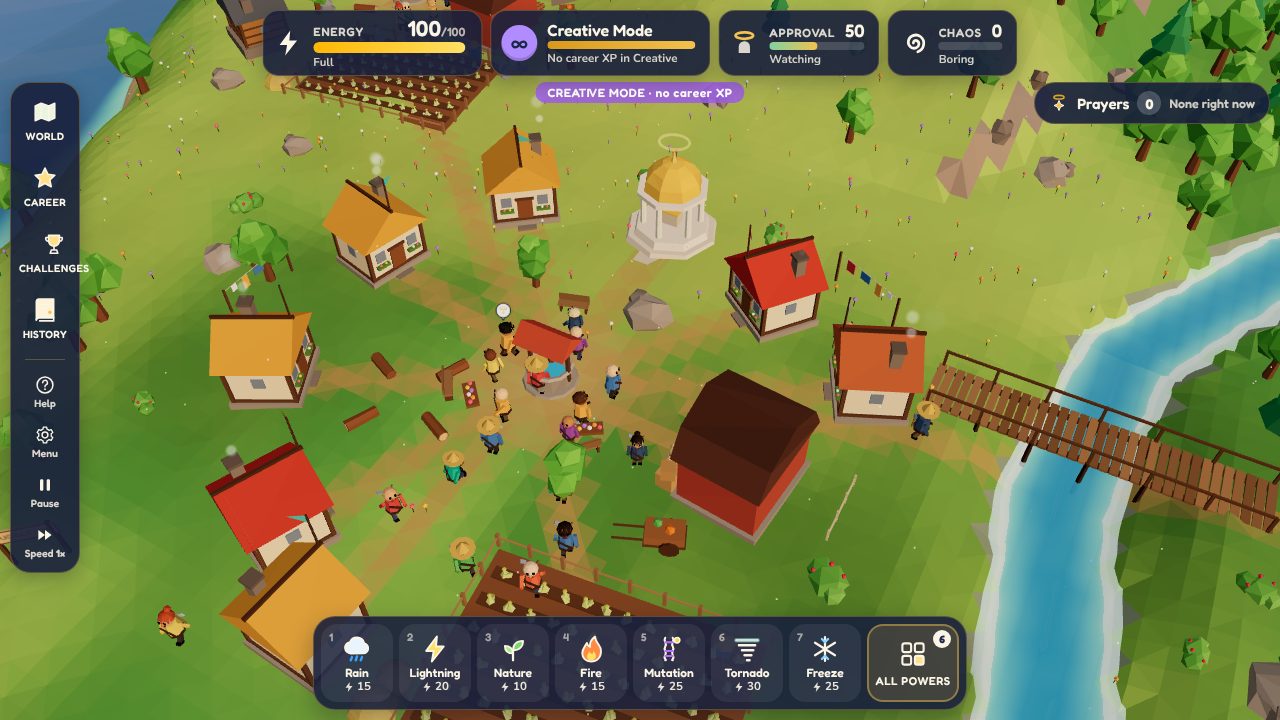 ENERGY 100/100
Full
Creative Mode
No career XP in Creative
APPROVAL 50
Watching
CHAOS 0
Boring
CREATIVE MODE · no career XP
Prayers 0 None right now
WORLD
CAREER
CHALLENGES
HISTORY
Help
Menu
Pause
Speed 1x
1 Rain 15
2 Lightning 20
3 Nature 10
4 Fire 15
5 Mutation 25
6 Tornado 30
7 Freeze 25
6 ALL POWERS